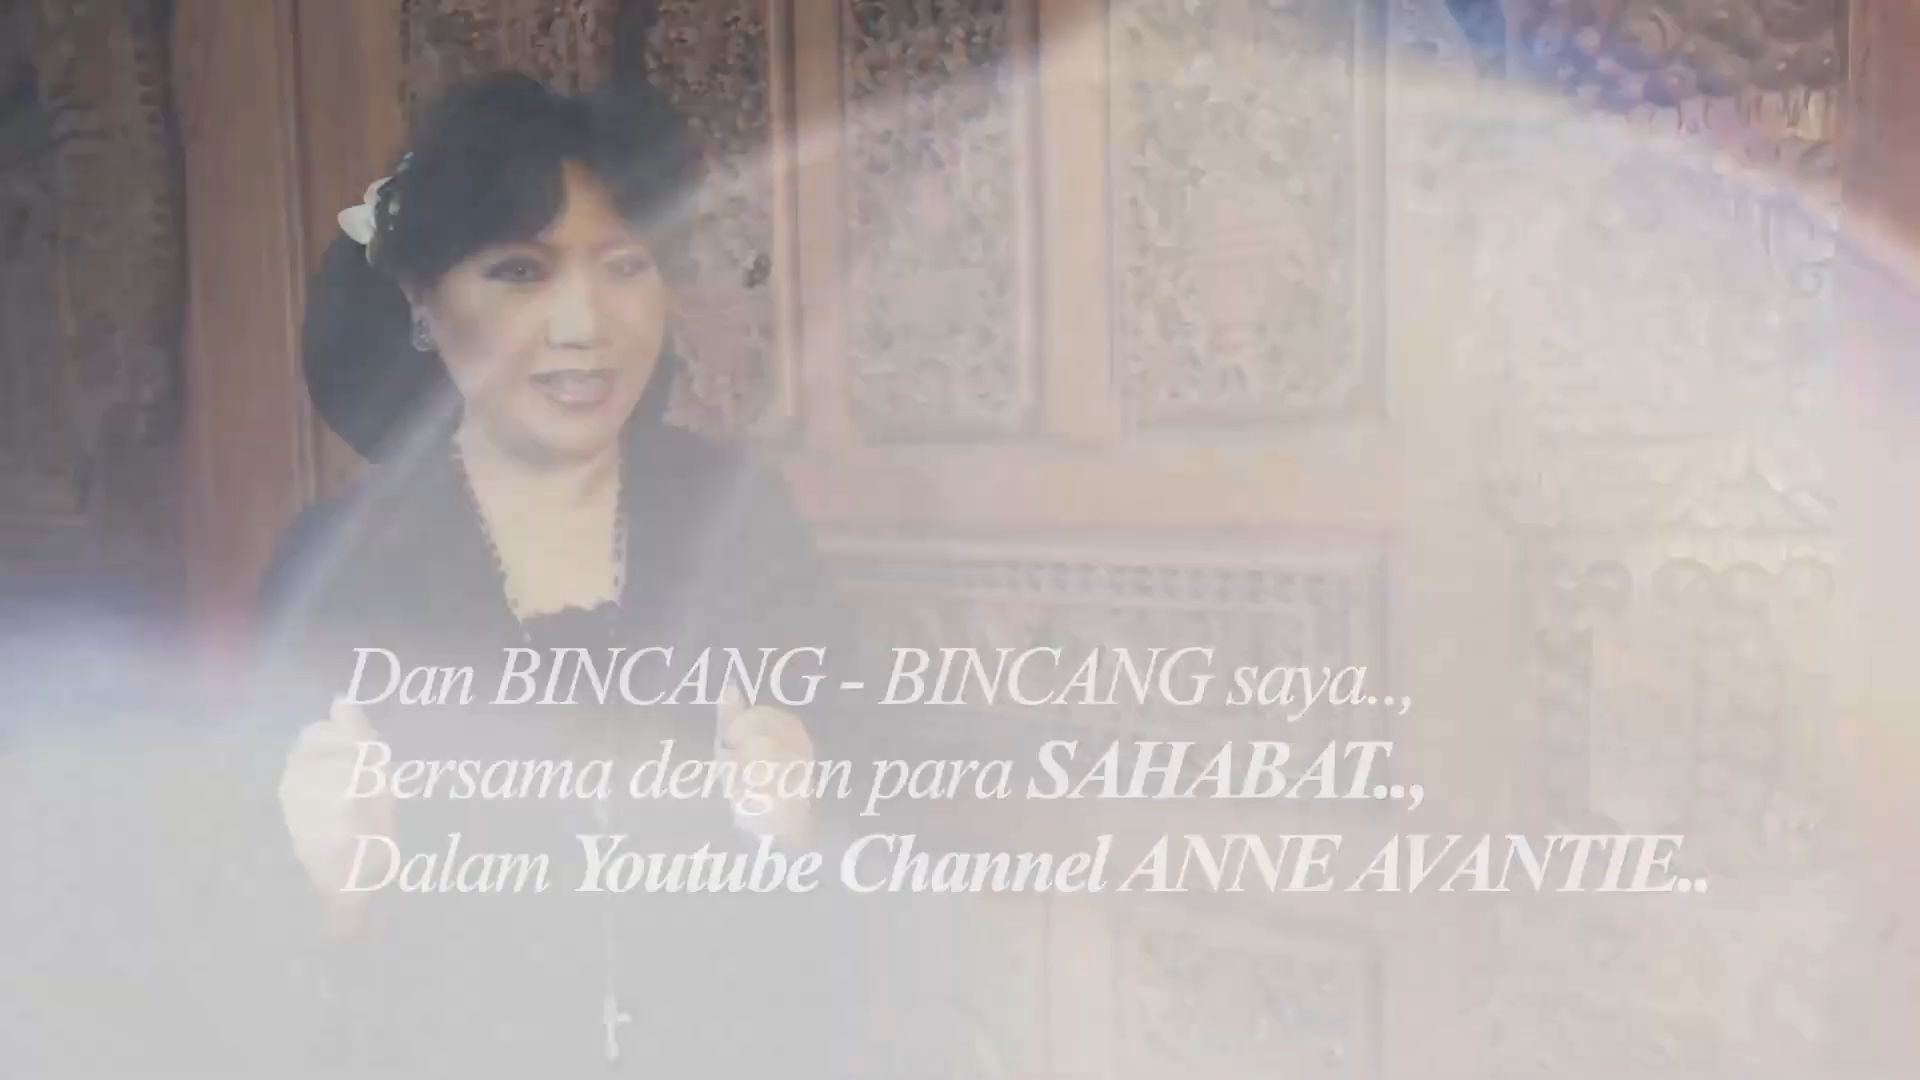 Dan BINCANG - BINCANG saya..,
Bersama dengan para SAHABAT..,
Dalam Youtube Channel ANNE AVANTIE..